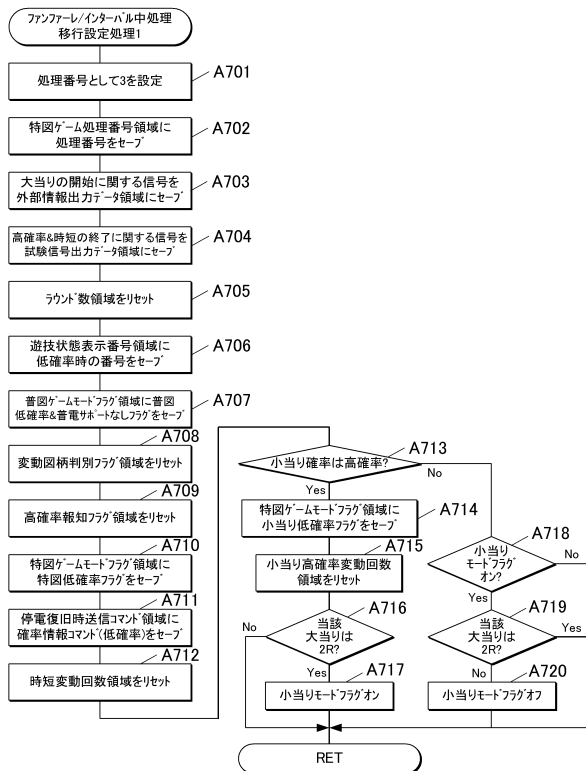 ファンファーレ/インターバル中処理
移行設定処理1
処理番号として3を設定
A701
特図ゲーム処理番号領域に
処理番号をセーブ
A702
大当りの開始に関する信号を
外部情報出力データ領域にセーブ
A703
高確率&時短の終了に関する信号を
試験信号出力データ領域にセーブ
A704
ラウンド数領域をリセット
A705
遊技状態表示番号領域に
低確率時の番号をセーブ
A706
普図ゲームモードフラグ領域に普図
低確率&普電サポートなしフラグをセーブ
A707
変動図柄判別フラグ領域をリセット
A708
高確率報知フラグ領域をリセット
A709
特図ゲームモードフラグ領域に
特図低確率フラグをセーブ
A710
停電復旧時送信コマンド領域に
確率情報コマンド(低確率)をセーブ
A711
時短変動回数領域をリセット
A712
小当り確率は高確率?
A713
Yes
No
特図ゲームモードフラグ領域に
小当り低確率フラグをセーブ
A714
小当り高確率変動回数
領域をリセット
A715
当該
大当りは
2R?
A716
No
Yes
小当りモードフラグオン
A717
小当り
モードフラグ
オン?
A718
No
Yes
当該
大当りは
2R?
A719
Yes
No
小当りモードフラグオフ
A720
RET